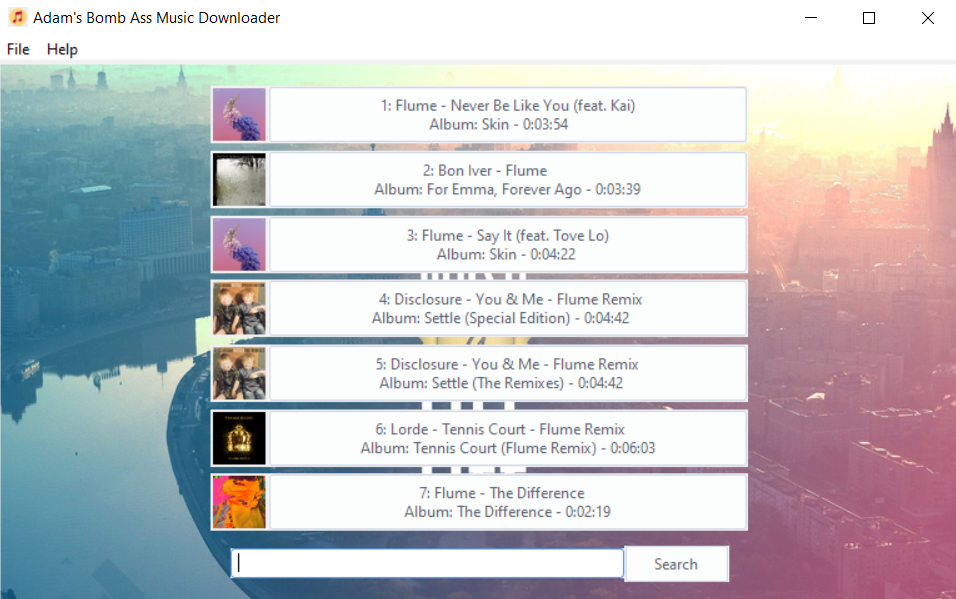 Adam's Bomb Ass Music Downloader
File Help
1: Flume - Never Be Like You (feat. Kai)
Album: Skin - 0:03:54
2: Bon Iver - Flume
Album: For Emma, Forever Ago - 0:03:39
3: Flume - Say It (feat. Tove Lo)
Album: Skin - 0:04:22
4: Disclosure - You & Me - Flume Remix
Album: Settle (Special Edition) - 0:04:42
5: Disclosure - You & Me - Flume Remix
Album: Settle (The Remixes) - 0:04:42
6: Lorde - Tennis Court - Flume Remix
Album: Tennis Court (Flume Remix) - 0:06:03
7: Flume - The Difference
Album: The Difference - 0:02:19
Search